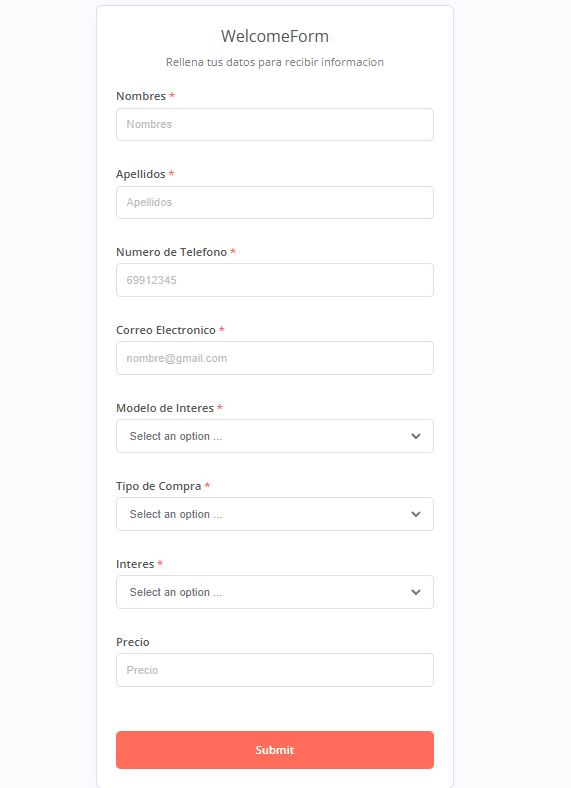 WelcomeForm
Rellena tus datos para recibir informacion
Nombres *
Nombres
Apellidos *
Apellidos
Numero de Telefono *
69912345
Correo Electronico *
nombre@gmail.com
Modelo de Interes *
Select an option ...
Tipo de Compra *
Select an option ...
Interes *
Select an option ...
Precio
Precio
Submit